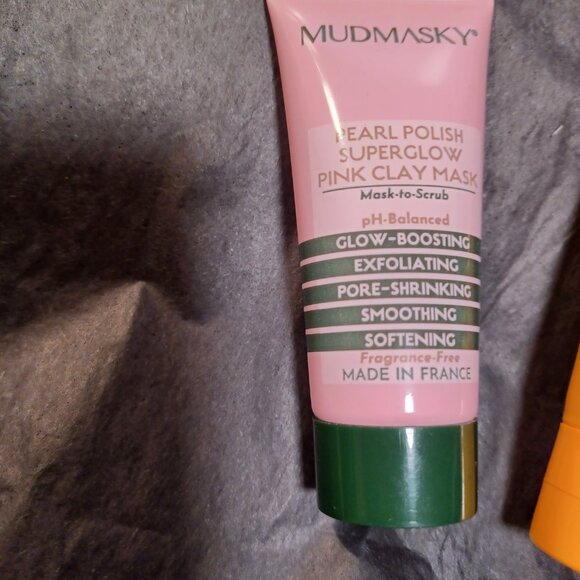 MUDMASKY®
PEARL POLISH
SUPERGLOW
PINK CLAY MASK
Mask-to-Scrub
pH-Balanced
GLOW-BOOSTING
EXFOLIATING
PORE-SHRINKING
SMOOTHING
SOFTENING
Fragrance-Free
MADE IN FRANCE